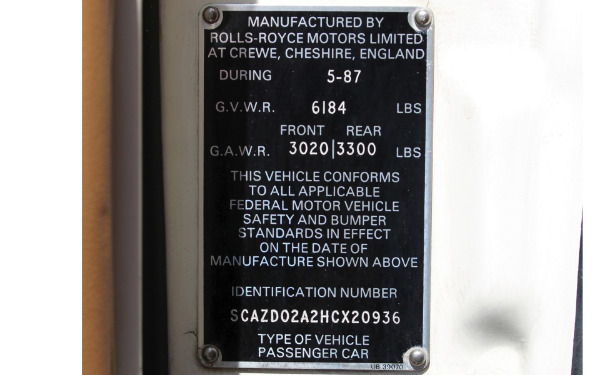 MANUFACTURED BY
ROLLS-ROYCE MOTORS LIMITED
AT CREWE, CHESHIRE, ENGLAND
DURING 5-87
G.V.W.R. 6184 LBS
FRONT REAR
G.A.W.R. 3020|3300 LBS
THIS VEHICLE CONFORMS
TO ALL APPLICABLE
FEDERAL MOTOR VEHICLE
SAFETY AND BUMPER
STANDARDS IN EFFECT
ON THE DATE OF
MANUFACTURE SHOWN ABOVE
IDENTIFICATION NUMBER
SCAZD02A2HCX20936
TYPE OF VEHICLE
PASSENGER CAR
UB 39070